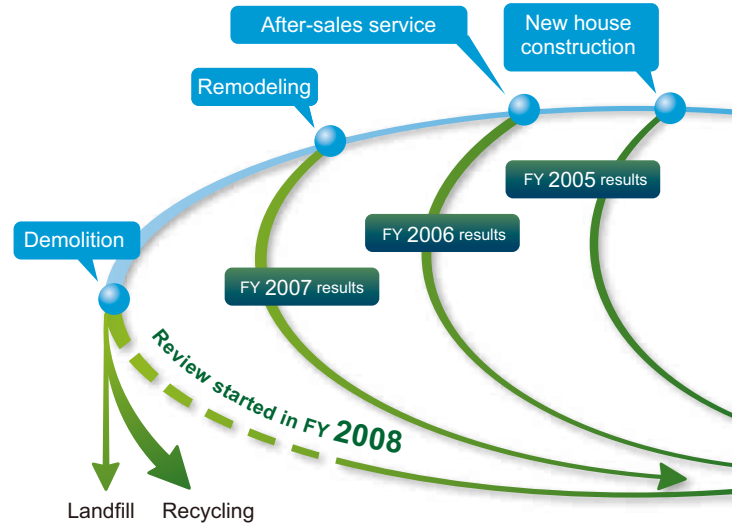 New house
construction
After-sales service
Remodeling
FY 2005 results
FY 2006 results
Demolition
FY 2007 results
Review started in FY 2008
Landfill
Recycling